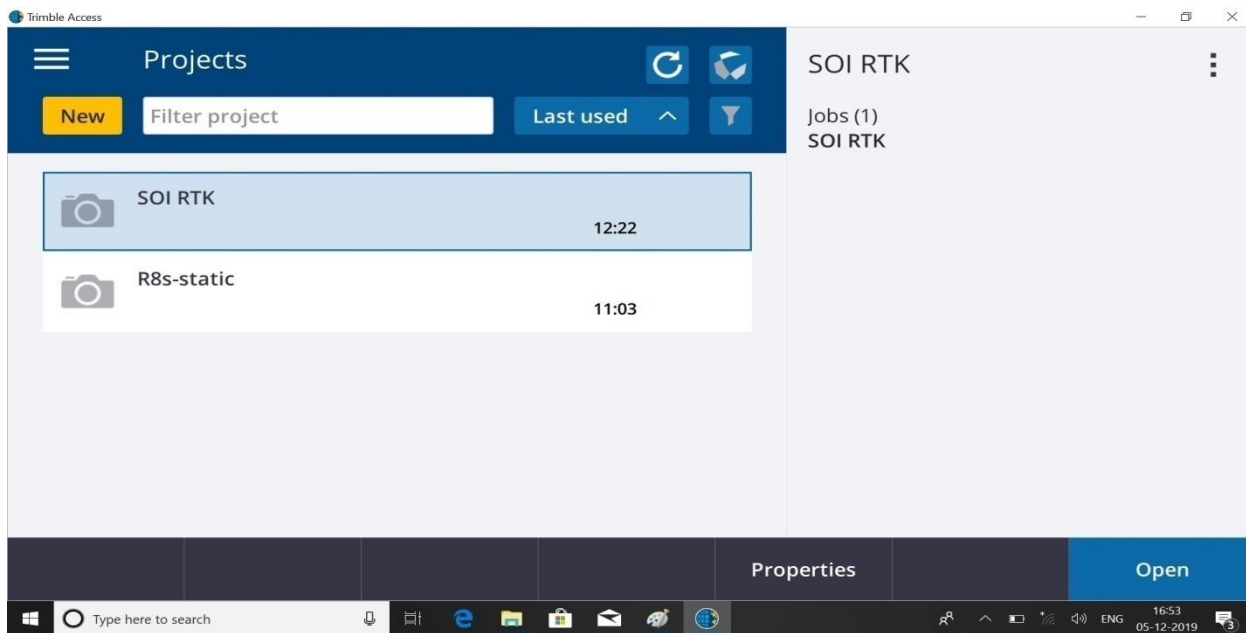 Trimble Access
Projects
New
Filter project
Last used
SOI RTK
12:22
R8s-static
11:03
SOI RTK
Jobs (1)
SOI RTK
Properties
Open
Type here to search
ENG
16:53
05-12-2019
3